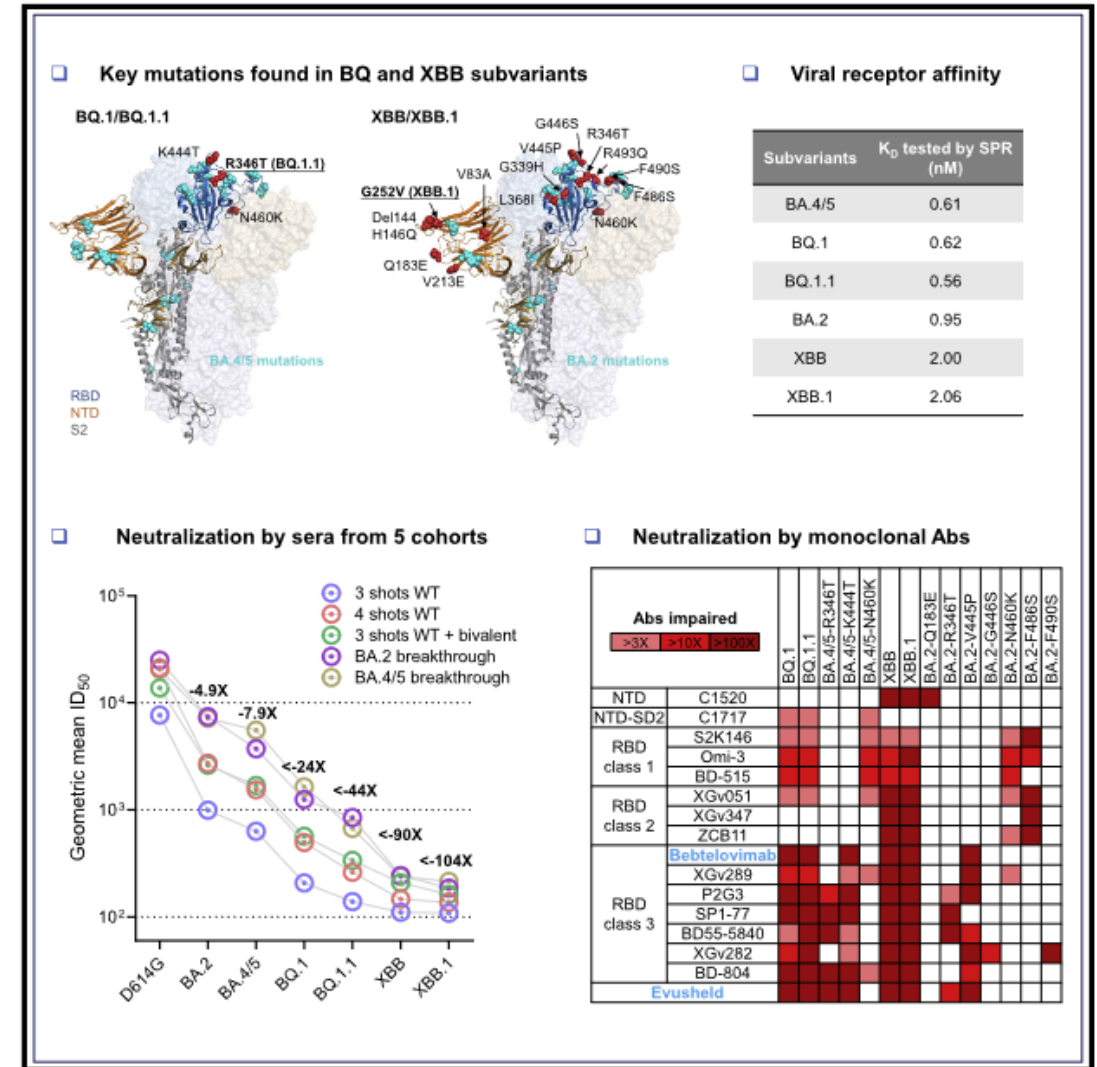 Key mutations found in BQ and XBB subvariants
BQ.1/BQ.1.1
K444T
R346T (BQ.1.1)
N460K
BA.4/5 mutations
RBD
NTD
S2
XBB/XBB.1
G446S
R346T
V445P
R493Q
G339H
F490S
V83A
L368I
F486S
G252V (XBB.1)
N460K
Del144
H146Q
Q183E
V213E
BA.2 mutations
Viral receptor affinity
Subvariants
KD tested by SPR
(nM)
BA.4/5 0.61
BQ.1 0.62
BQ.1.1 0.56
BA.2 0.95
XBB 2.00
XBB.1 2.06
Neutralization by sera from 5 cohorts
Geometric mean ID50
10^5
10^4
10^3
10^2
3 shots WT
4 shots WT
3 shots WT + bivalent
BA.2 breakthrough
BA.4/5 breakthrough
-4.9X
-7.9X
<-24X
<-44X
<-90X
<-104X
D614G
BA.2
BA.4/5
BQ.1
BQ.1.1
XBB
XBB.1
Neutralization by monoclonal Abs
Abs impaired
>3X >10X >100X
BQ.1
BQ.1.1
BA.4/5-R346T
BA.4/5-K444T
BA.4/5-N460K
XBB
XBB.1
BA.2-Q183E
BA.2-R346T
BA.2-V445P
BA.2-G446S
BA.2-N460K
BA.2-F486S
BA.2-F490S
NTD C1520
NTD-SD2 C1717
RBD
class 1
S2K146
Omi-3
BD-515
RBD
class 2
XGv051
XGv347
ZCB11
RBD
class 3
Bebtelovimab
XGv289
P2G3
SP1-77
BD55-5840
XGv282
BD-804
Evusheld